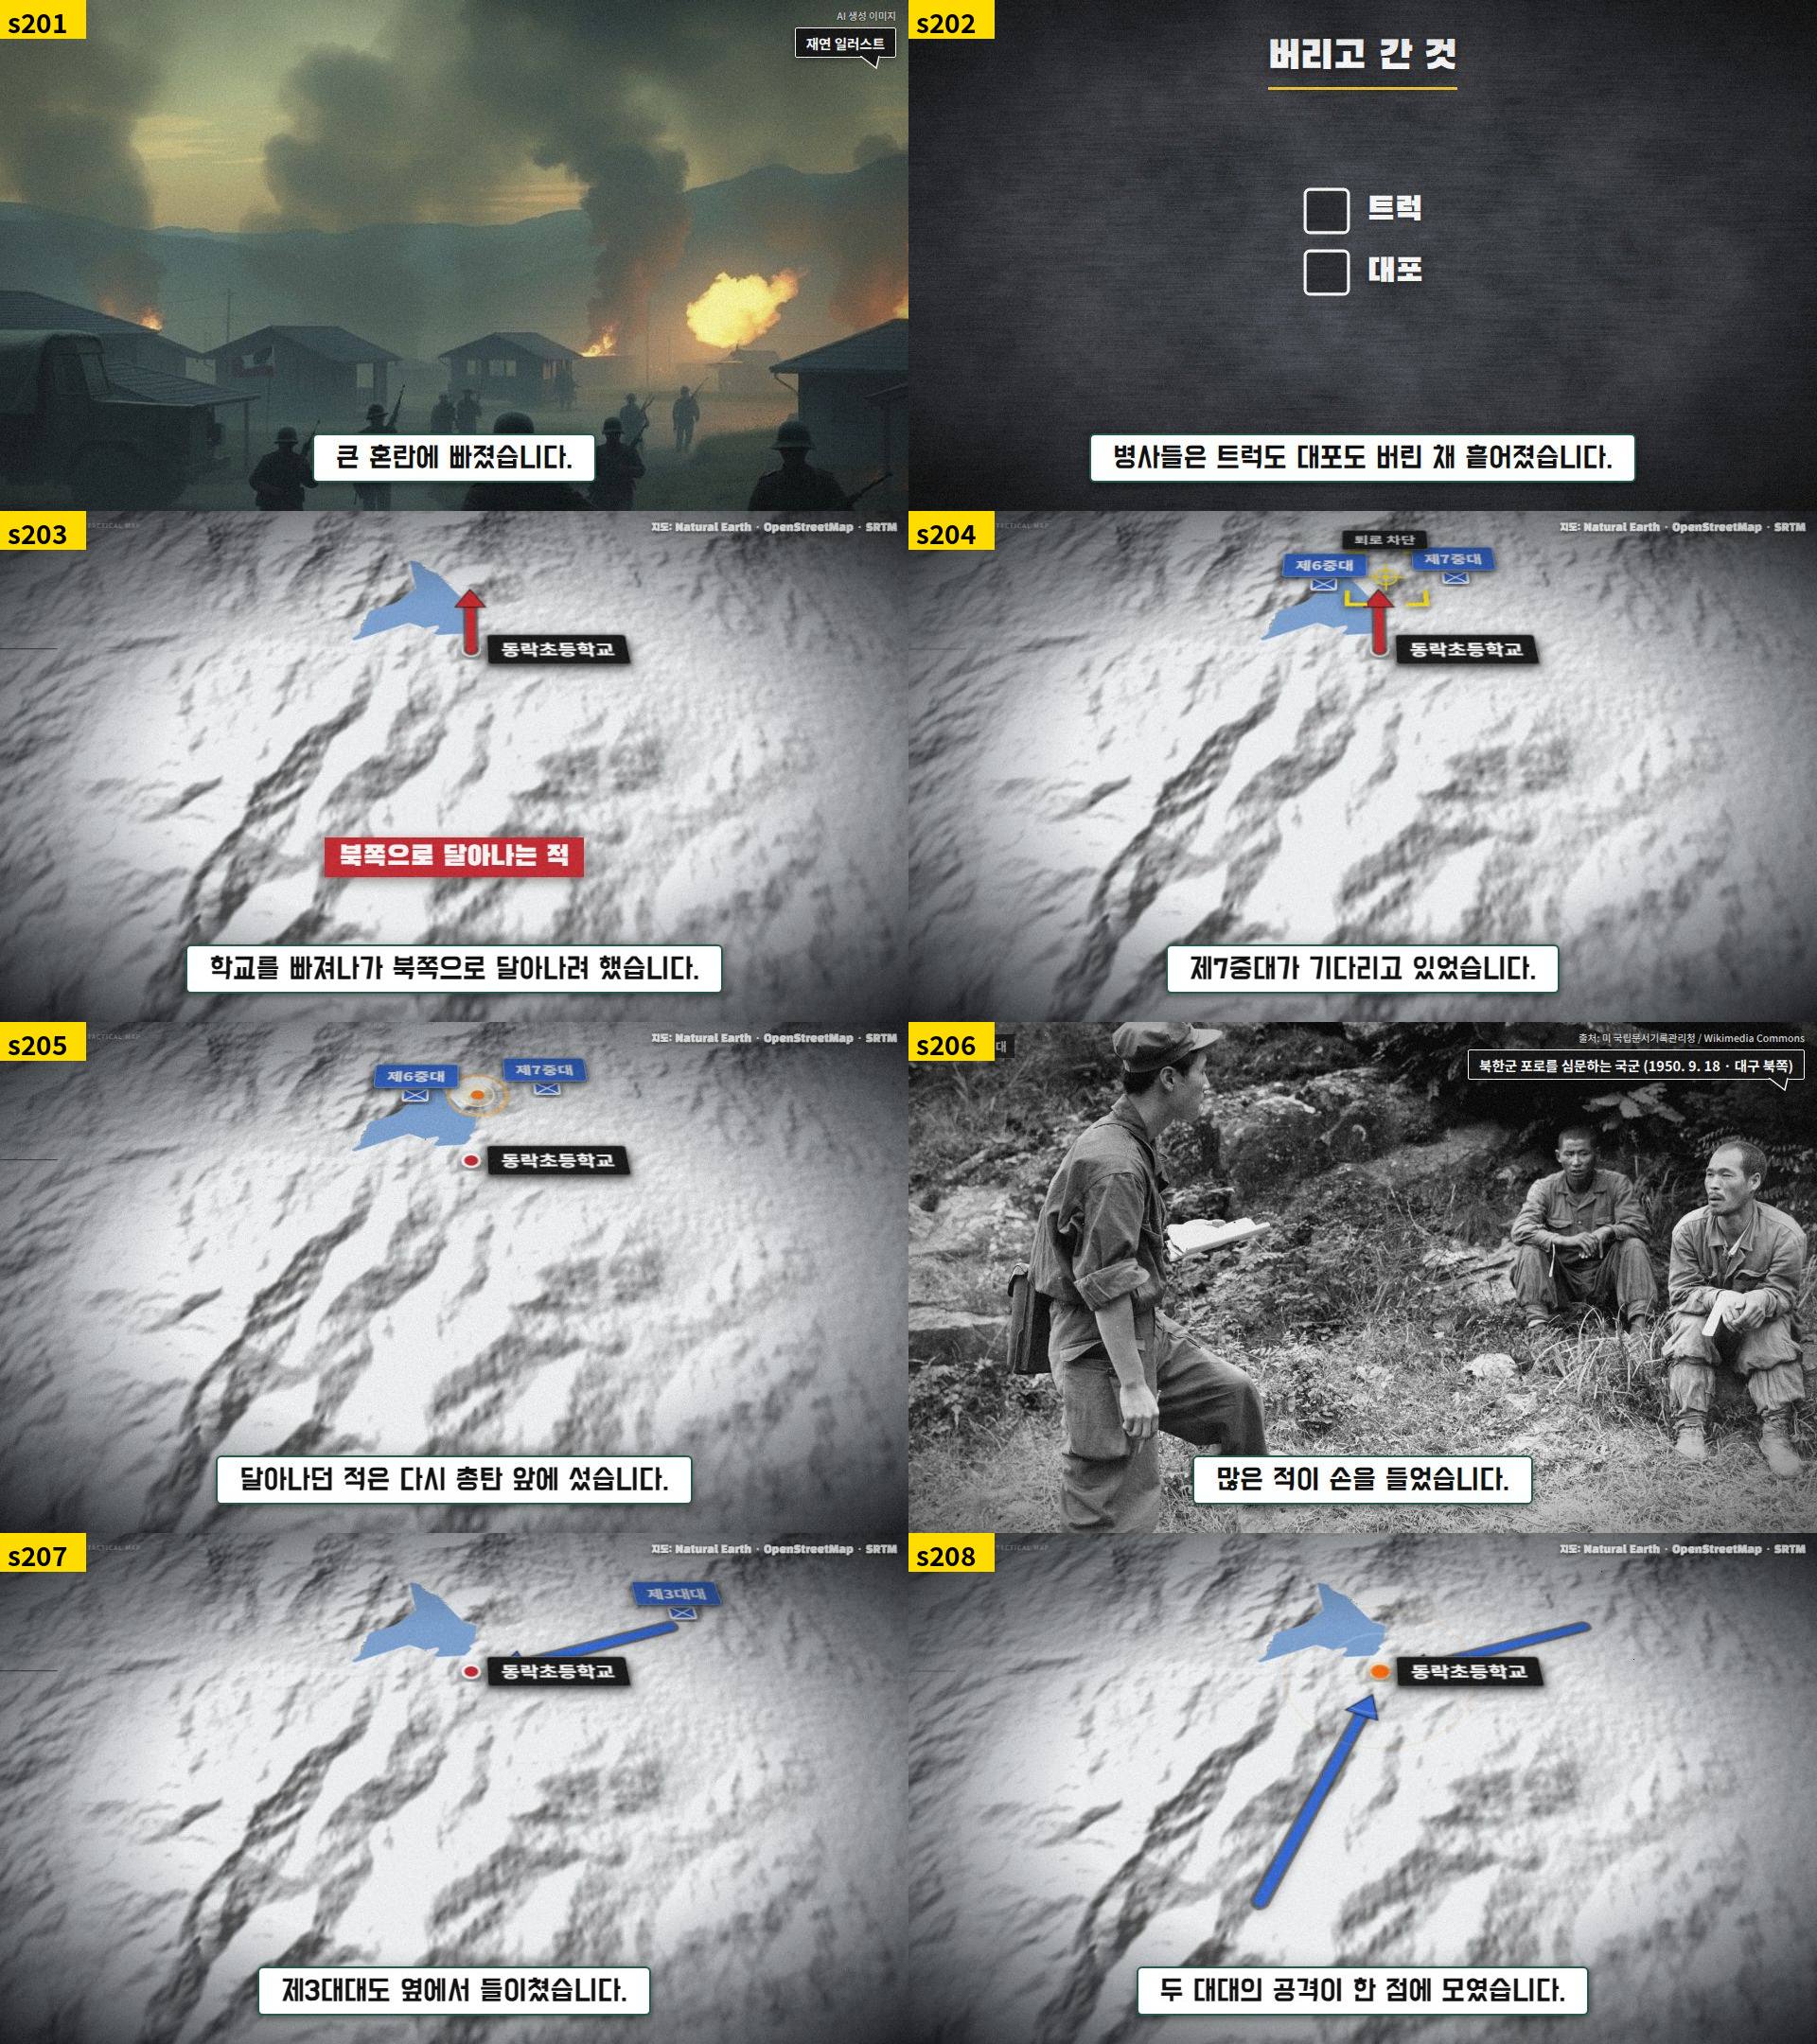 s201
AI 생성 이미지
재연 일러스트
큰 혼란에 빠졌습니다.
s202
버리고 간 것
트럭
대포
병사들은 트럭도 대포도 버린 채 흩어졌습니다.
s203
TACTICAL MAP
지도: Natural Earth · OpenStreetMap · SRTM
동락초등학교
북쪽으로 달아나는 적
학교를 빠져나가 북쪽으로 달아나려 했습니다.
s204
TACTICAL MAP
지도: Natural Earth · OpenStreetMap · SRTM
퇴로 차단
제6중대
제7중대
동락초등학교
제7중대가 기다리고 있었습니다.
s205
TACTICAL MAP
지도: Natural Earth · OpenStreetMap · SRTM
제6중대
제7중대
동락초등학교
달아나던 적은 다시 총탄 앞에 섰습니다.
s206
대
출처: 미 국립문서기록관리청 / Wikimedia Commons
북한군 포로를 심문하는 국군 (1950. 9. 18 · 대구 북쪽)
많은 적이 손을 들었습니다.
s207
TACTICAL MAP
지도: Natural Earth · OpenStreetMap · SRTM
제3대대
동락초등학교
제3대대도 옆에서 들이쳤습니다.
s208
TACTICAL MAP
지도: Natural Earth · OpenStreetMap · SRTM
동락초등학교
두 대대의 공격이 한 점에 모였습니다.